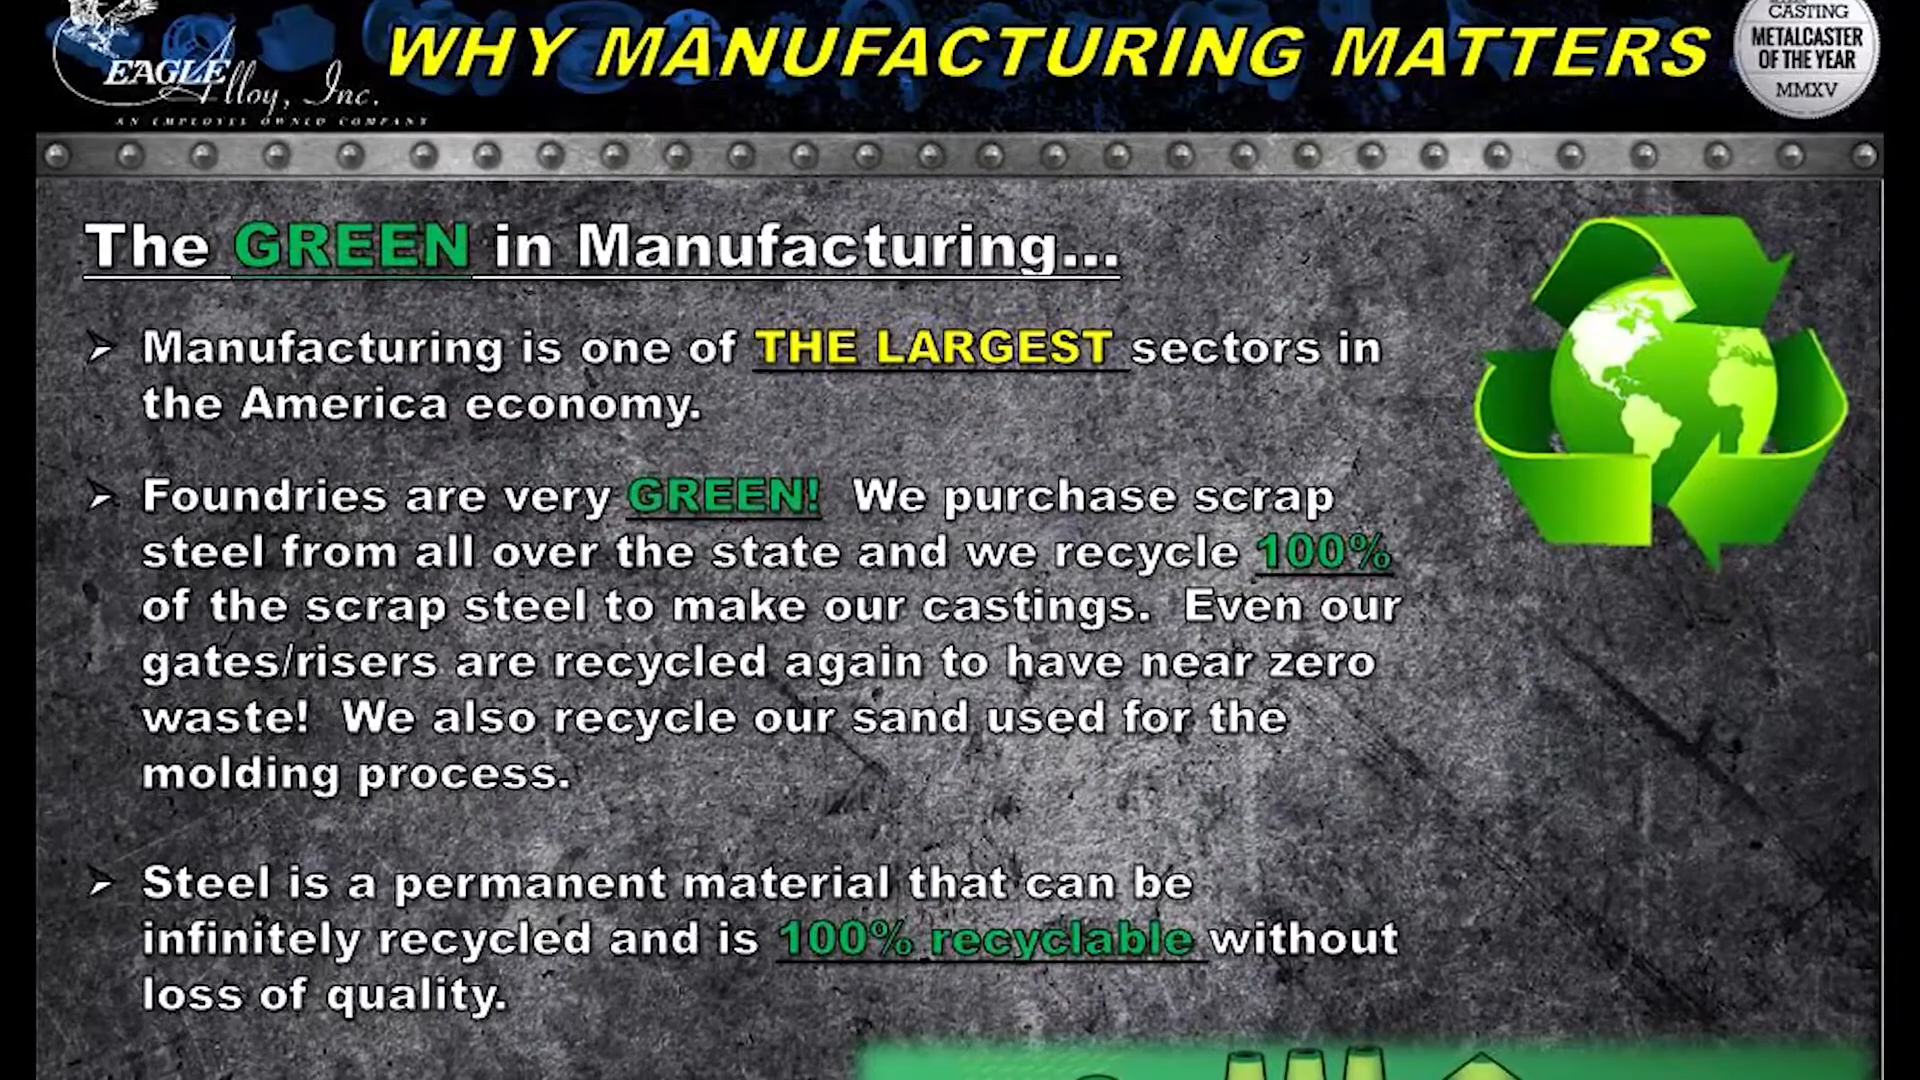 EAGLE
Alloy, Inc.
AN EMPLOYEE OWNED COMPANY
WHY MANUFACTURING MATTERS
CASTING
METALCASTER
OF THE YEAR
MMXV
The GREEN in Manufacturing...
Manufacturing is one of THE LARGEST sectors in
the America economy.
Foundries are very GREEN! We purchase scrap
steel from all over the state and we recycle 100%
of the scrap steel to make our castings. Even our
gates/risers are recycled again to have near zero
waste! We also recycle our sand used for the
molding process.
Steel is a permanent material that can be
infinitely recycled and is 100% recyclable without
loss of quality.